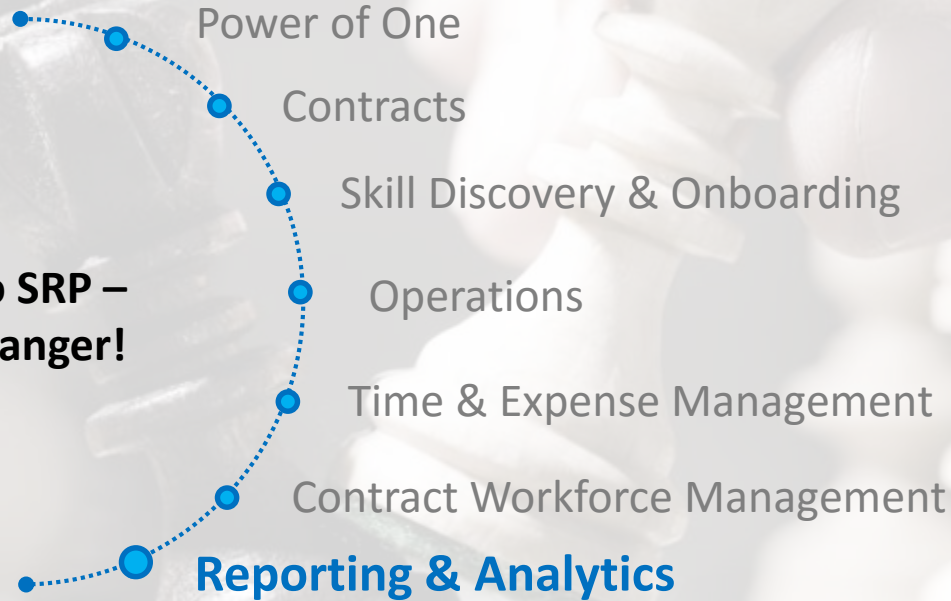 Power of One
Contracts
Skill Discovery & Onboarding
SRP –
anger!
Operations
Time & Expense Management
Contract Workforce Management
Reporting & Analytics